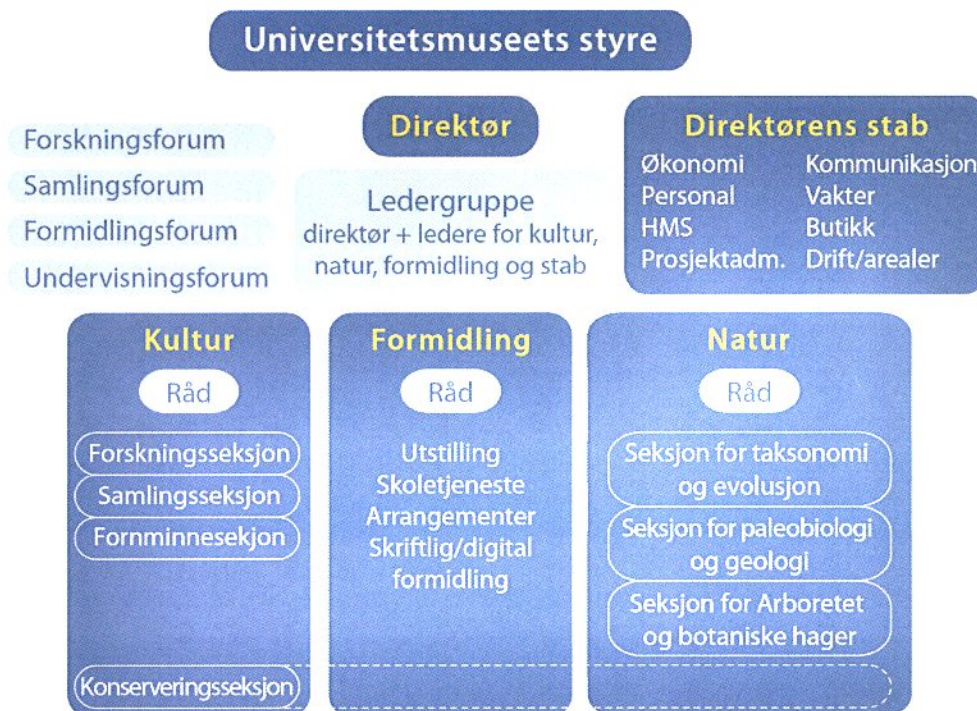 Universitetsmuseets styre
Forskningsforum
Samlingsforum
Formidlingsforum
Undervisningsforum
Direktør
Ledergruppe
direktør + ledere for kultur,
natur, formidling og stab
Direktørens stab
Økonomi
Personal
HMS
Prosjektadm.
Kommunikasjon
Vakter
Butikk
Drift/arealer
Kultur
Råd
Forskningsseksjon
Samlingsseksjon
Fornminnesekjon
Konserveringsseksjon
Formidling
Råd
Utstilling
Skoletjeneste
Arrangementer
Skriftlig/digital
formidling
Natur
Råd
Seksjon for taksonomi
og evolusjon
Seksjon for paleobiologi
og geologi
Seksjon for Arboretet
og botaniske hager